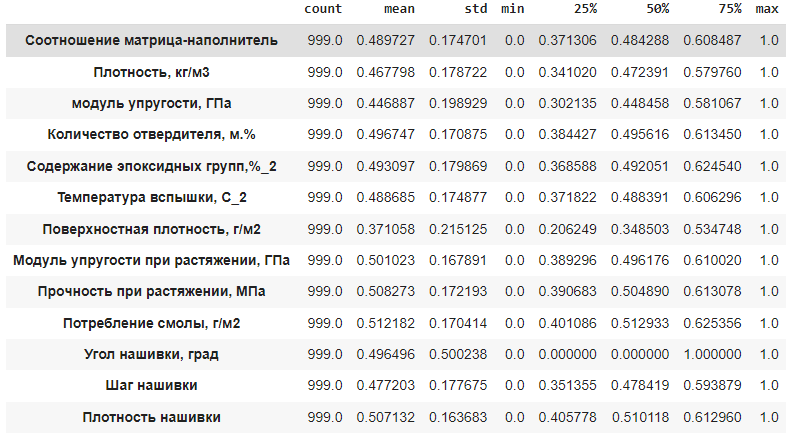 count mean std min 25% 50% 75% max
Соотношение матрица-наполнитель 999.0 0.489727 0.174701 0.0 0.371306 0.484288 0.608487 1.0
Плотность, кг/м3 999.0 0.467798 0.178722 0.0 0.341020 0.472391 0.579760 1.0
модуль упругости, ГПа 999.0 0.446887 0.198929 0.0 0.302135 0.448458 0.581067 1.0
Количество отвердителя, м.% 999.0 0.496747 0.170875 0.0 0.384427 0.495616 0.613450 1.0
Содержание эпоксидных групп,%_2 999.0 0.493097 0.179869 0.0 0.368588 0.492051 0.624540 1.0
Температура вспышки, С_2 999.0 0.488685 0.174877 0.0 0.371822 0.488391 0.606296 1.0
Поверхностная плотность, г/м2 999.0 0.371058 0.215125 0.0 0.206249 0.348503 0.534748 1.0
Модуль упругости при растяжении, ГПа 999.0 0.501023 0.167891 0.0 0.389296 0.496176 0.610020 1.0
Прочность при растяжении, МПа 999.0 0.508273 0.172193 0.0 0.390683 0.504890 0.613078 1.0
Потребление смолы, г/м2 999.0 0.512182 0.170414 0.0 0.401086 0.512933 0.625356 1.0
Угол нашивки, град 999.0 0.496496 0.500238 0.0 0.000000 0.000000 1.000000 1.0
Шаг нашивки 999.0 0.477203 0.177675 0.0 0.351355 0.478419 0.593879 1.0
Плотность нашивки 999.0 0.507132 0.163683 0.0 0.405778 0.510118 0.612960 1.0